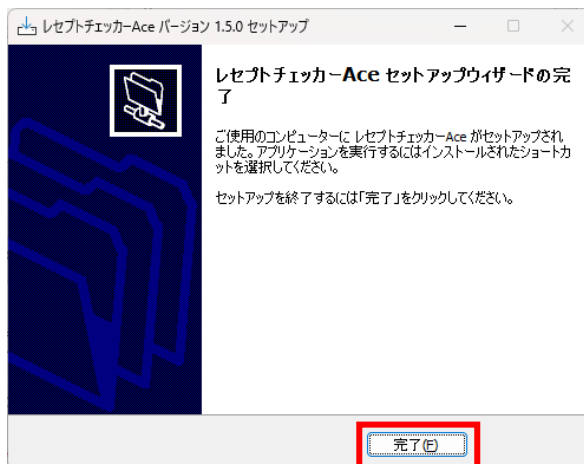 レセプトチェッカーAce バージョン 1.5.0 セットアップ
レセプトチェッカーAce セットアップウィザードの完
了
ご使用のコンピューターに レセプトチェッカーAce がセットアップされ
ました。アプリケーションを実行するにはインストールされたショートカ
ットを選択してください。
セットアップを終了するには「完了」をクリックしてください。
完了(F)